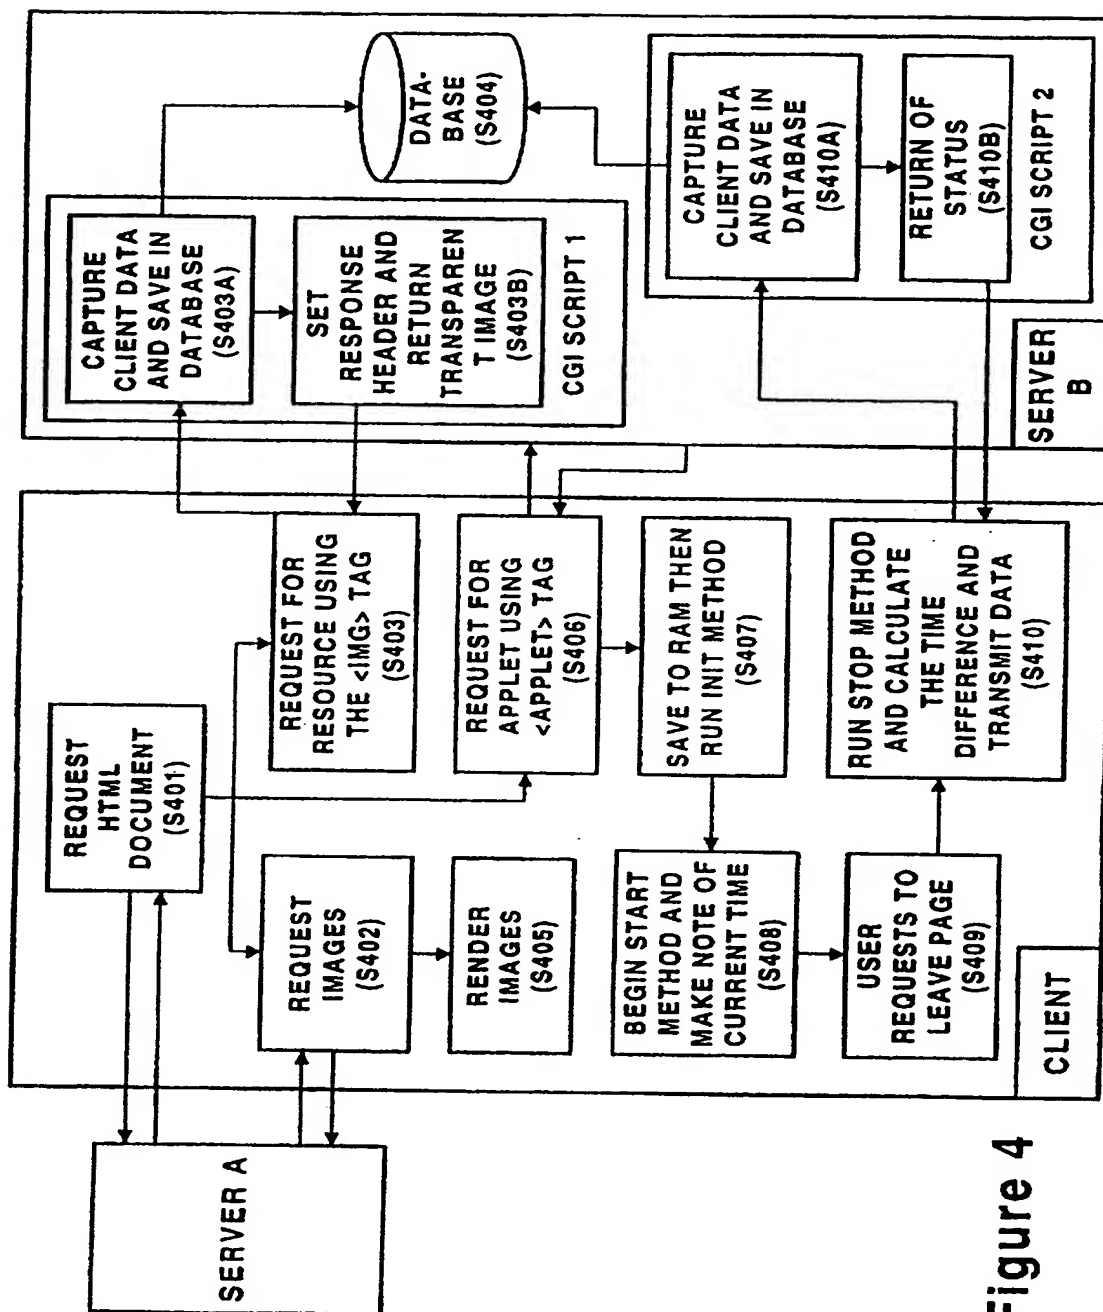 SERVER A
REQUEST
HTML
DOCUMENT
(S401)
REQUEST
IMAGES
(S402)
REQUEST FOR
RESOURCE USING
THE <IMG> TAG
(S403)
RENDER
IMAGES
(S405)
REQUEST FOR
APPLET USING
<APPLET> TAG
(S406)
BEGIN START
METHOD AND
MAKE NOTE OF
CURRENT TIME
(S408)
SAVE TO RAM THEN
RUN INIT METHOD
(S407)
USER
REQUESTS TO
LEAVE PAGE
(S409)
RUN STOP METHOD
AND CALCULATE
THE TIME
DIFFERENCE AND
TRANSMIT DATA
(S410)
CLIENT
CAPTURE
CLIENT DATA
AND SAVE IN
DATABASE
(S403A)
SET
RESPONSE
HEADER AND
RETURN
TRANSPAREN
T IMAGE
(S403B)
CGI SCRIPT 1
DATA-
BASE
(S404)
CAPTURE
CLIENT DATA
AND SAVE IN
DATABASE
(S410A)
RETURN OF
STATUS
(S410B)
CGI SCRIPT 2
SERVER
B
Figure 4